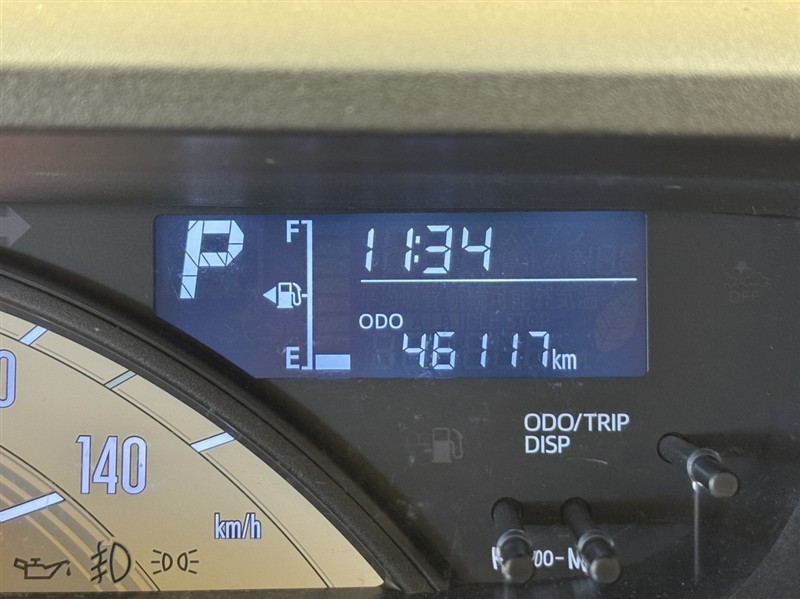 P
F
11:34
ODO
E
46117km
ODO/TRIP
DISP
140
km/h